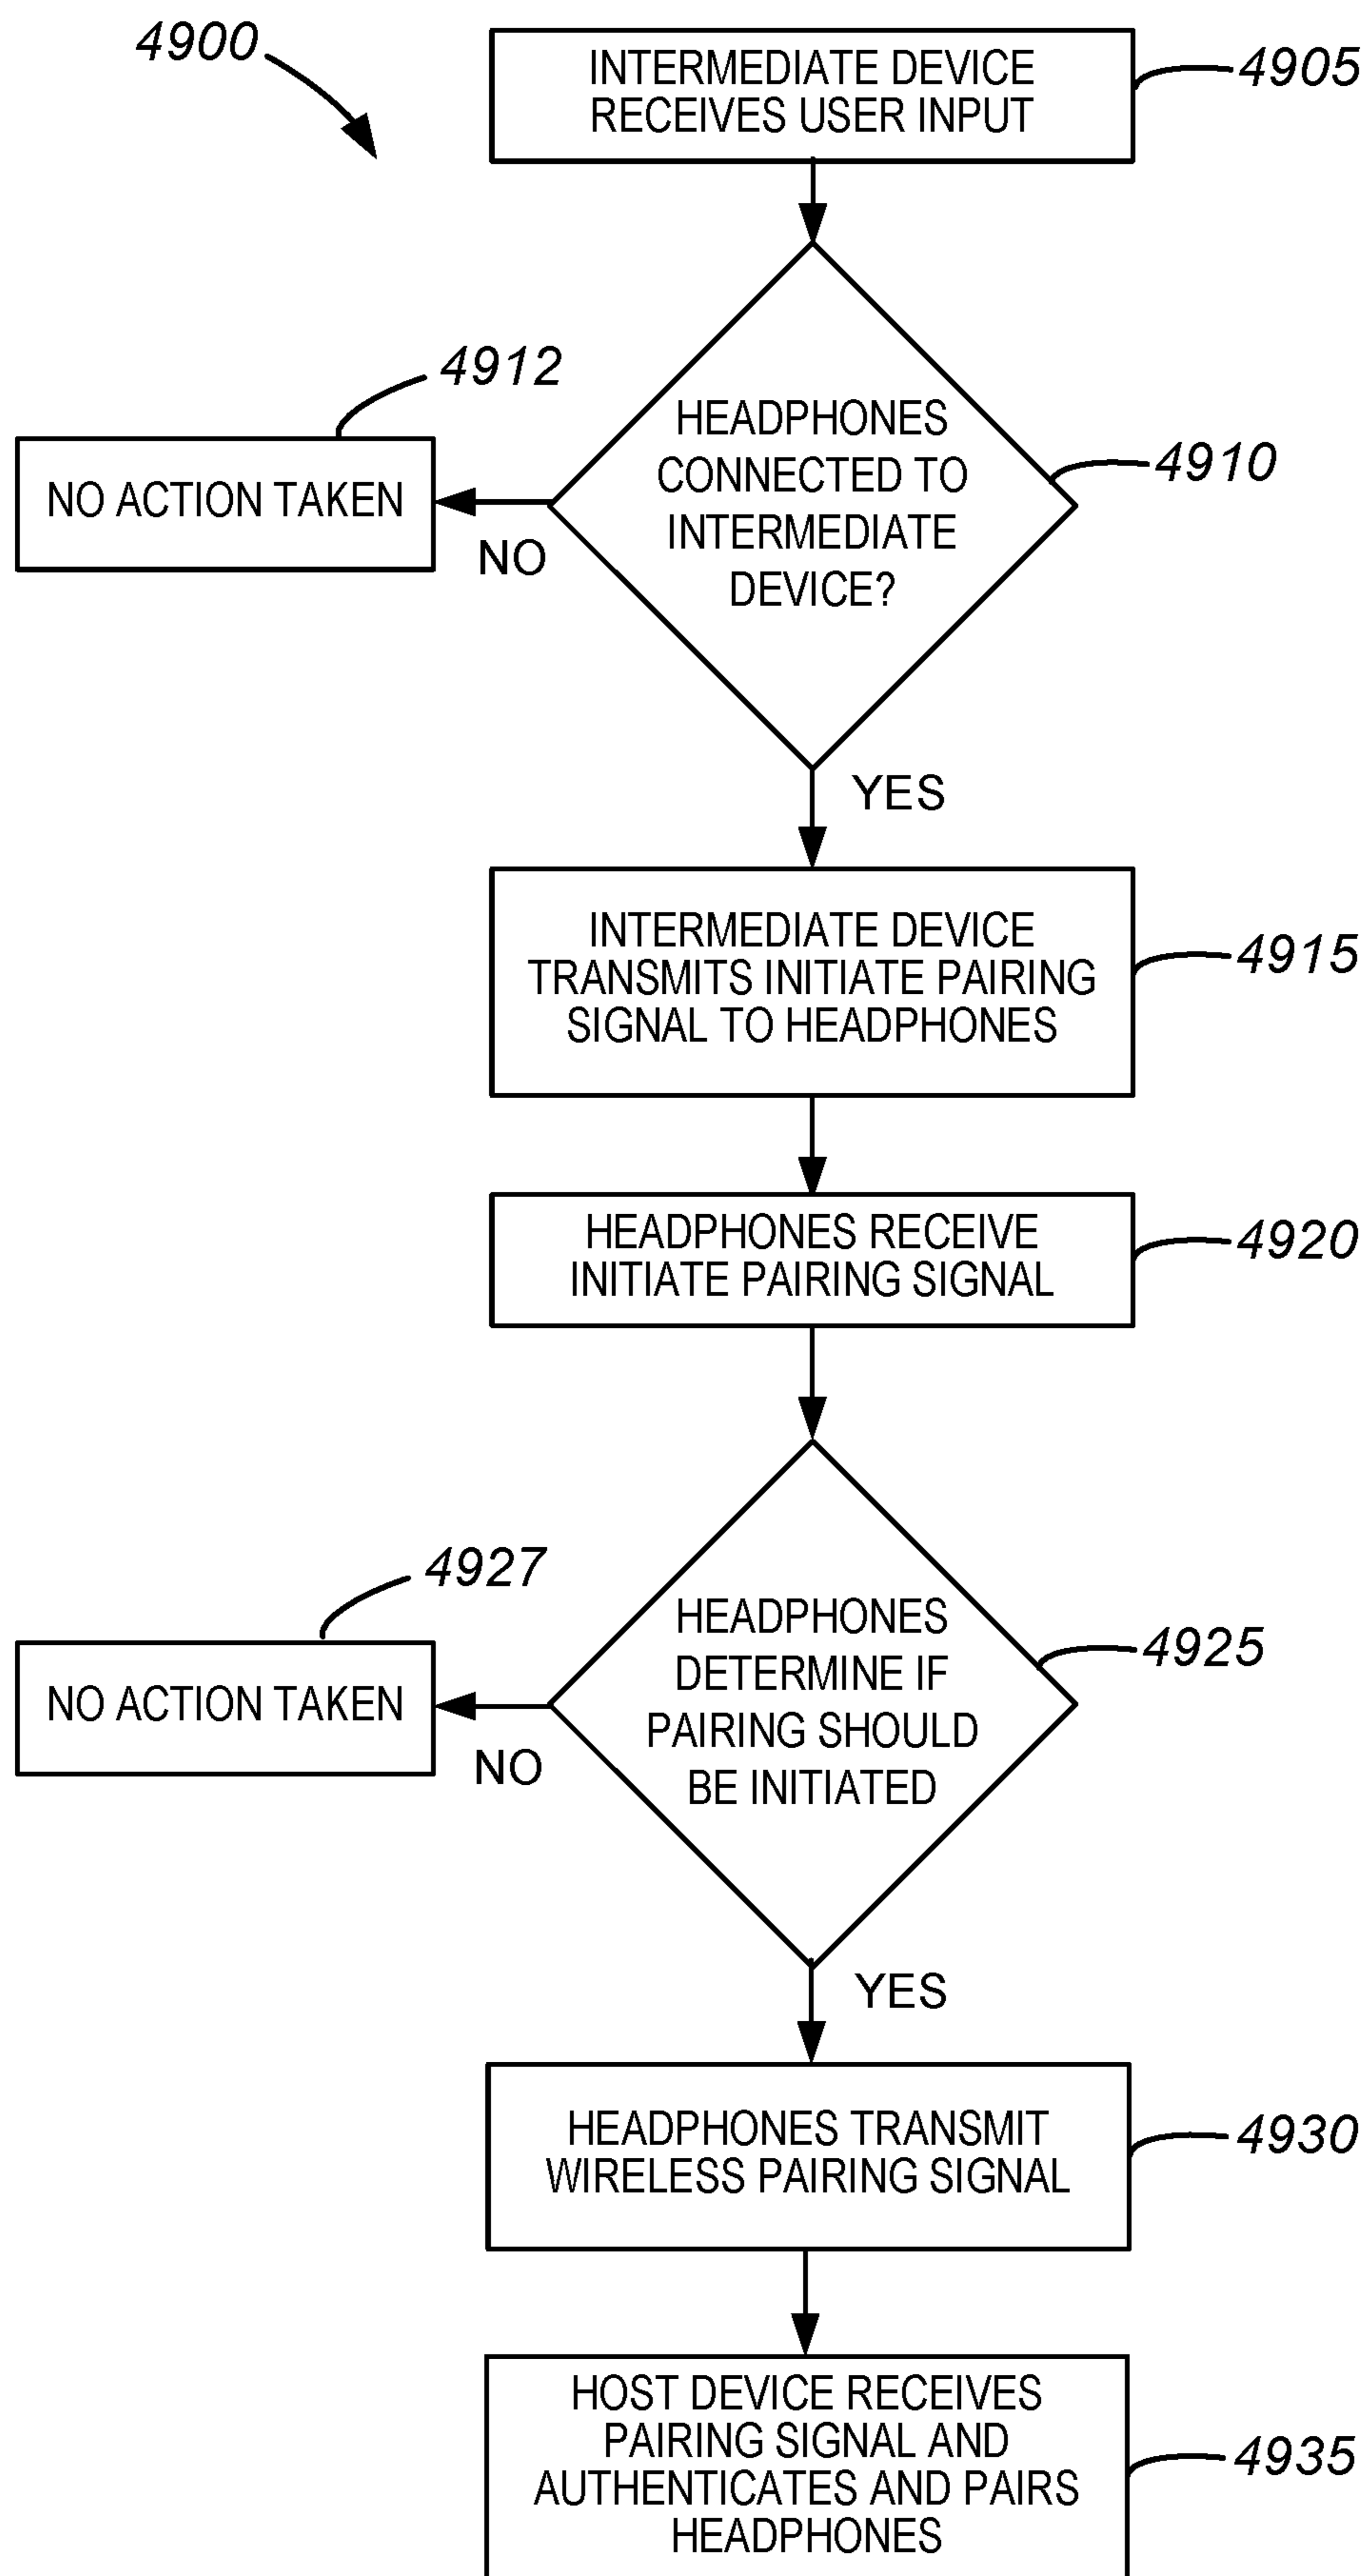 4900
INTERMEDIATE DEVICE
RECEIVES USER INPUT
4905
HEADPHONES
CONNECTED TO
INTERMEDIATE
DEVICE?
4910
4912
NO ACTION TAKEN
NO
YES
INTERMEDIATE DEVICE
TRANSMITS INITIATE PAIRING
SIGNAL TO HEADPHONES
4915
HEADPHONES RECEIVE
INITIATE PAIRING SIGNAL
4920
HEADPHONES
DETERMINE IF
PAIRING SHOULD
BE INITIATED
4925
4927
NO ACTION TAKEN
NO
YES
HEADPHONES TRANSMIT
WIRELESS PAIRING SIGNAL
4930
HOST DEVICE RECEIVES
PAIRING SIGNAL AND
AUTHENTICATES AND PAIRS
HEADPHONES
4935